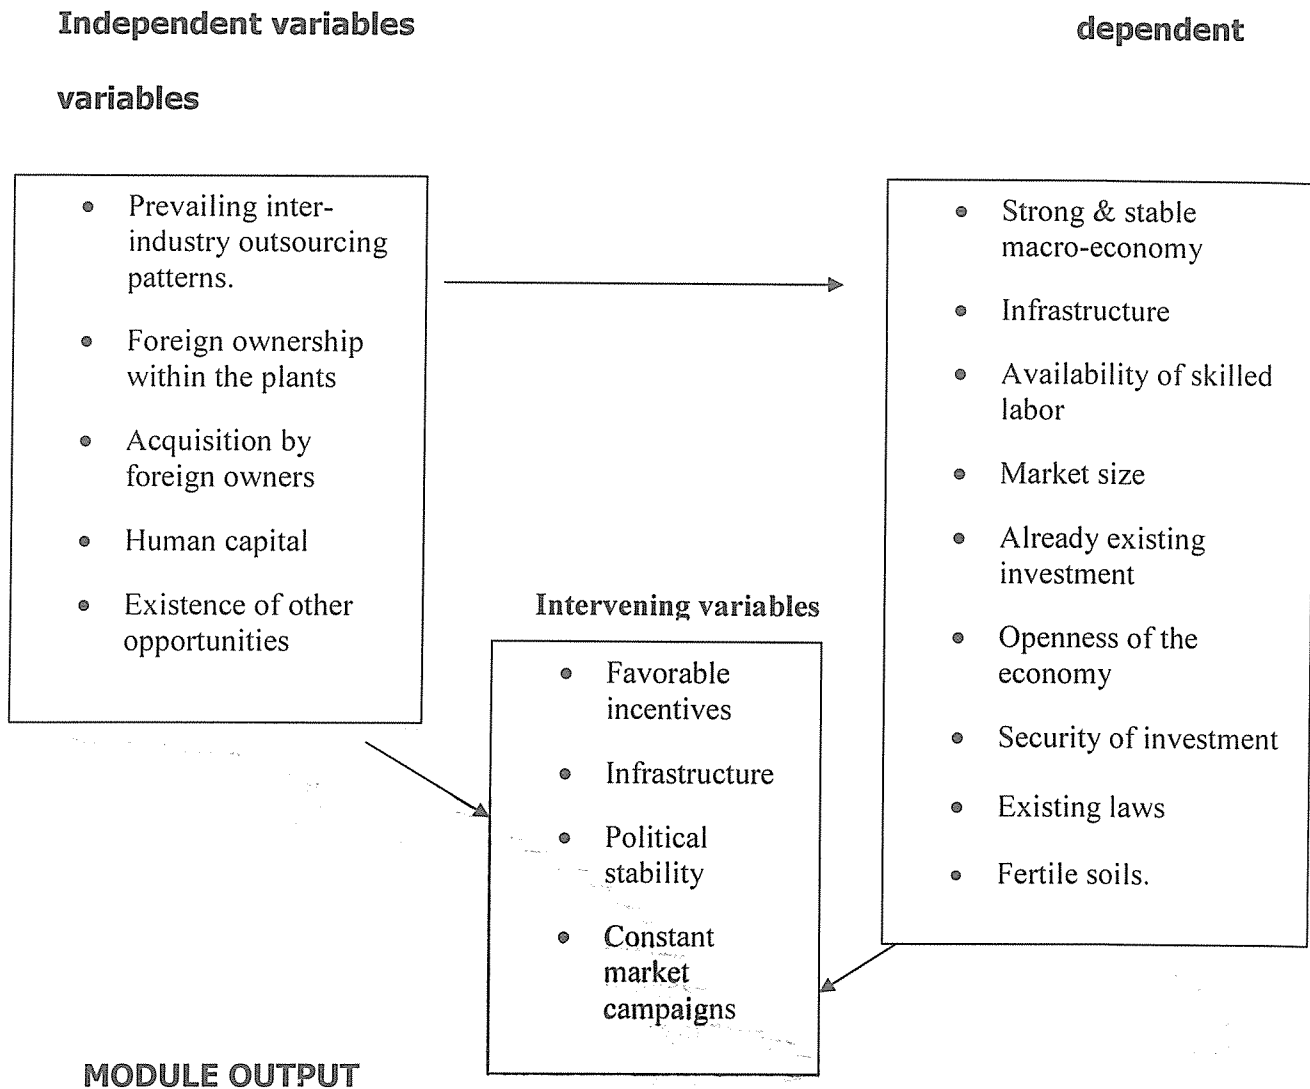 Independent variables
dependent
variables
• Prevailing inter-
industry outsourcing
patterns.
• Foreign ownership
within the plants
• Acquisition by
foreign owners
• Human capital
• Existence of other
opportunities
Intervening variables
• Favorable
incentives
• Infrastructure
• Political
stability
• Constant
market
campaigns
• Strong & stable
macro-economy
• Infrastructure
• Availability of skilled
labor
• Market size
• Already existing
investment
• Openness of the
economy
• Security of investment
• Existing laws
• Fertile soils.
MODULE OUTPUT